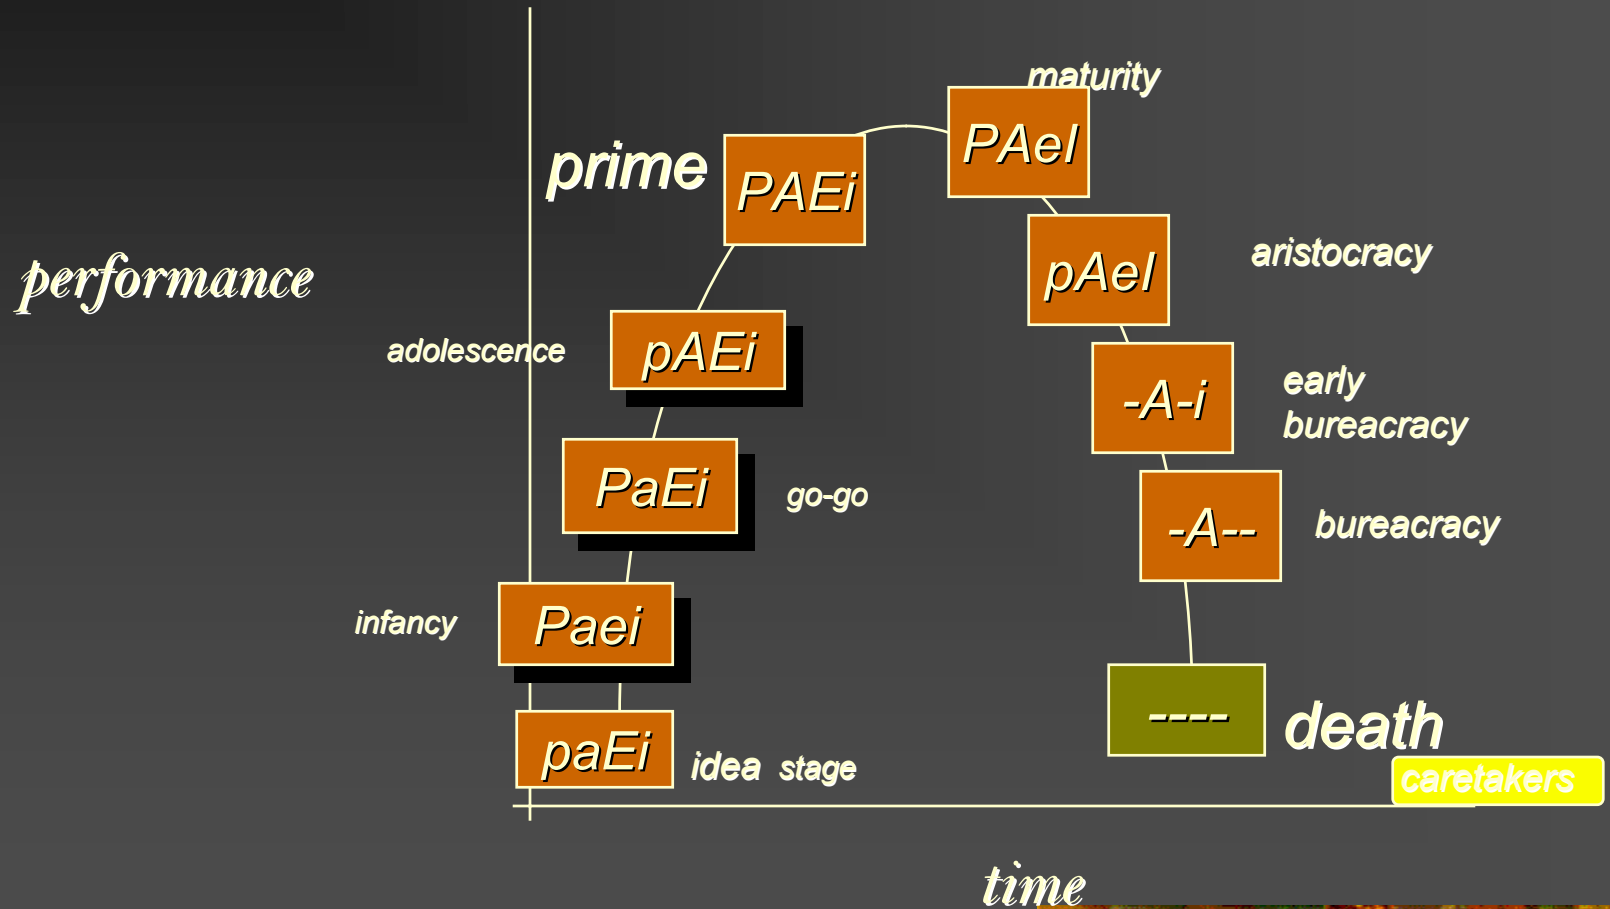 maturity
PAeI
prime
PAEi
pAeI
aristocracy
performance
adolescence
pAEi
-A-i
early
bureacracy
PaEi
go-go
-A--
bureacracy
infancy
Paei
----
death
paEi
idea stage
caretakers
time